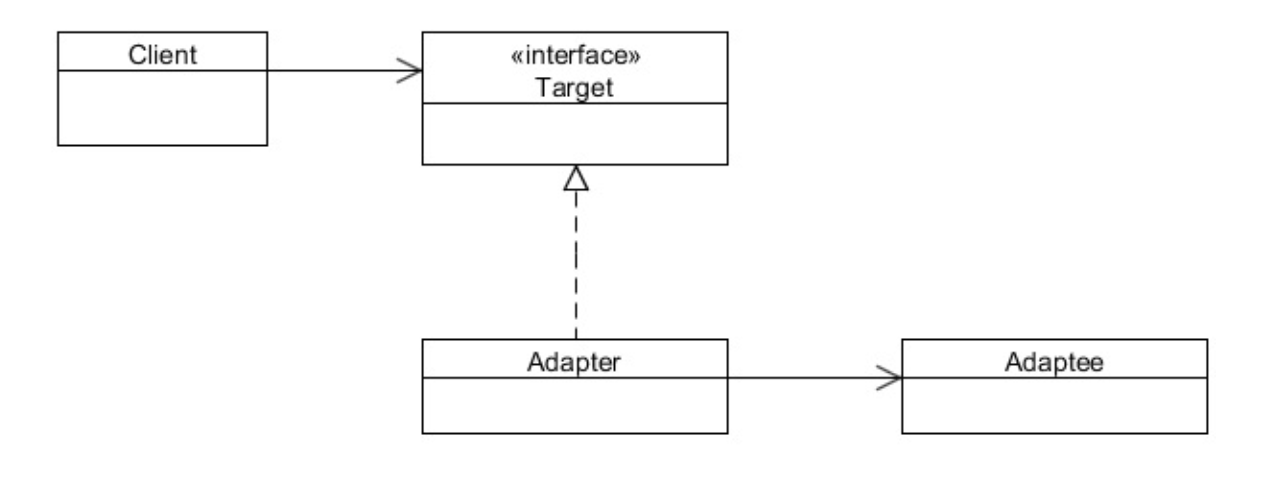 Client
«interface»
Target
Adapter
Adaptee